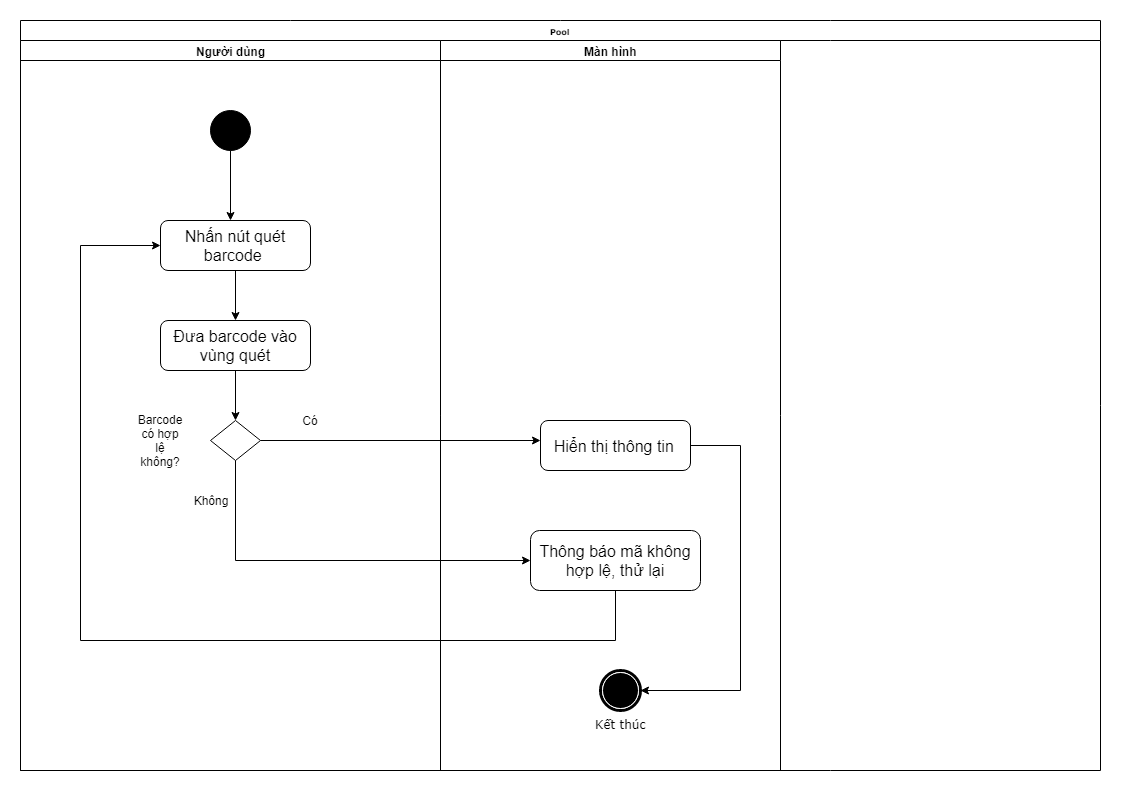 Pool
Người dùng
Màn hình
Nhấn nút quét
barcode
Đưa barcode vào
vùng quét
Barcode
có hợp
lệ
không?
Có
Hiển thị thông tin
Không
Thông báo mã không
hợp lệ, thử lại
Kết thúc